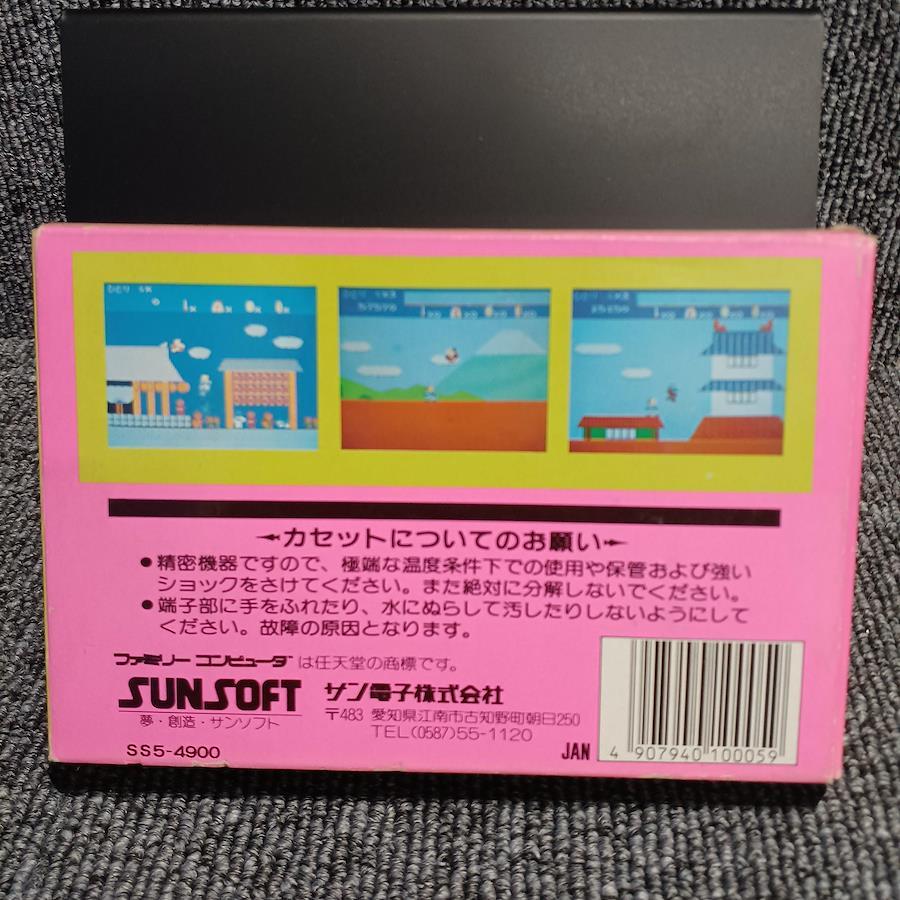 カセットについてのお願い
●精密機器ですので、極端な温度条件下での使用や保管および強い
ショックをさけてください。また絶対に分解しないでください。
●端子部に手をふれたり、水にぬらして汚したりしないようにして
ください。故障の原因となります。
ファミリーコンピュータは任天堂の商標です。
SUNSOFT サン電子株式会社
夢・創造・サンソフト 〒483 愛知県江南市古知野町朝日250
TEL(0587)55-1120
SS5-4900
JAN 4 907940 100059